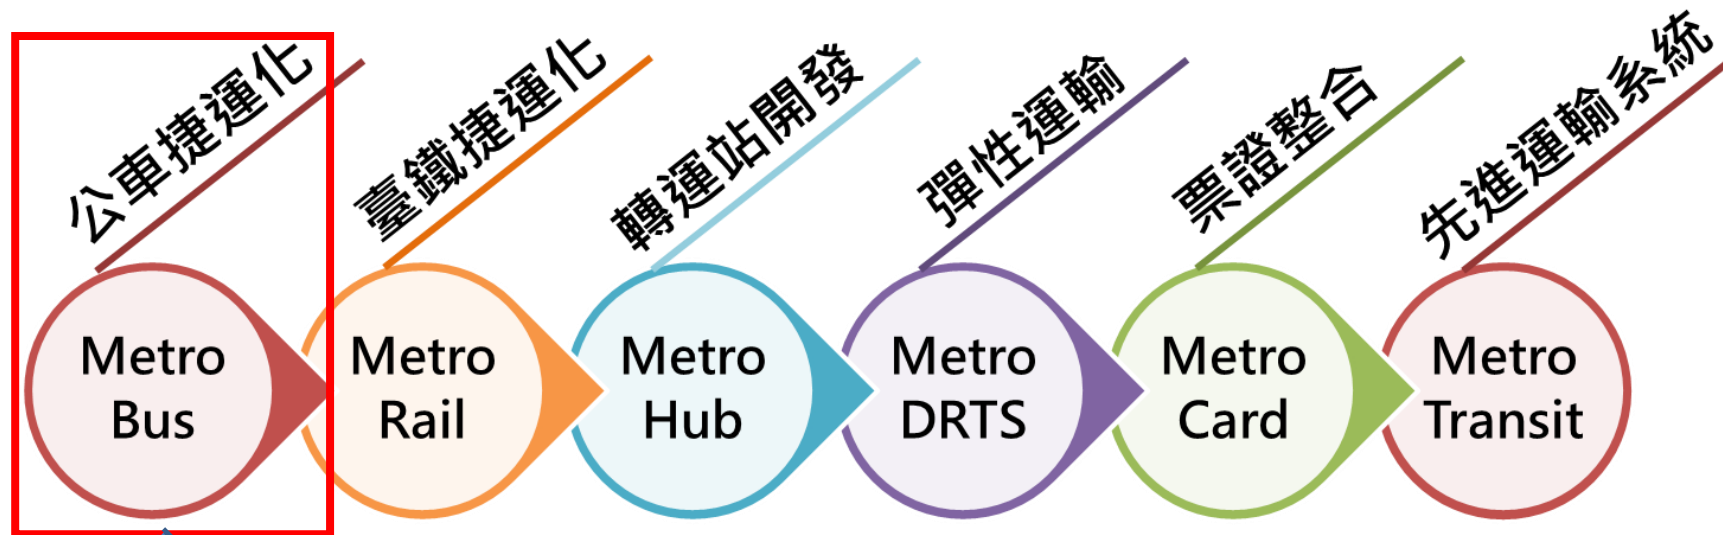 公車捷運化
臺鐵捷運化
轉運站開發
彈性運輸
票證整合
先進運輸系統
Metro
Bus
Metro
Rail
Metro
Hub
Metro
DRTS
Metro
Card
Metro
Transit